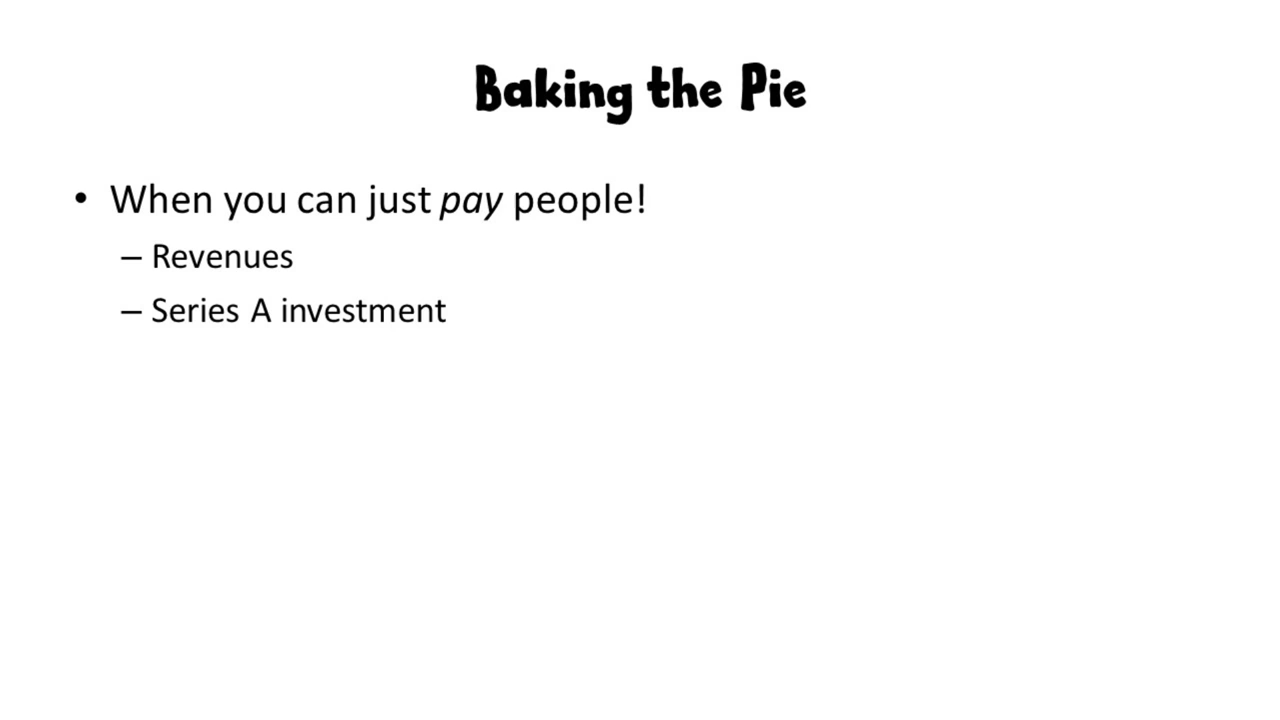 Baking the Pie
• When you can just pay people!
– Revenues
– Series A investment